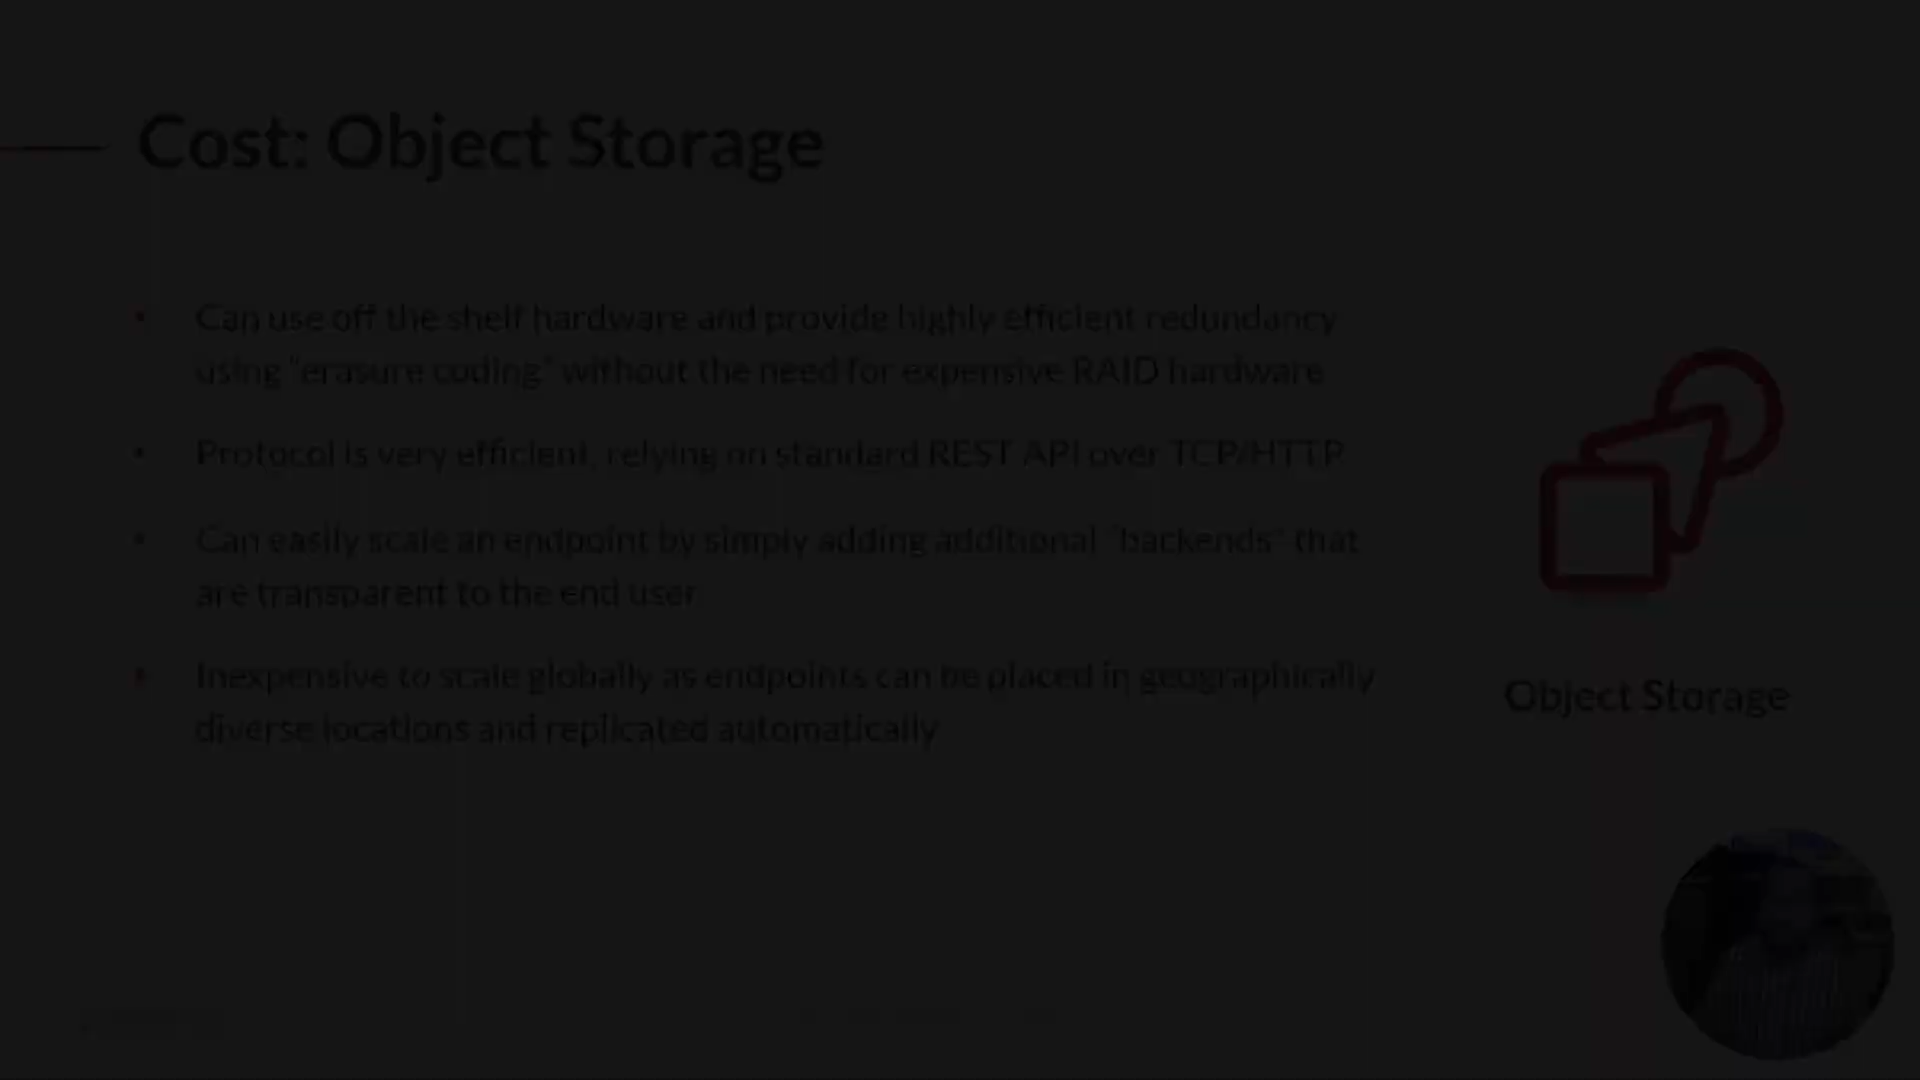 Cost: Object Storage
Can use off the shelf hardware and provide highly efficient redundancy
using "erasure coding" without the need for expensive RAID hardware
Protocol is very efficient, relying on standard REST API over TCP/HTTP
Can easily scale an endpoint by simply adding additional "backends" that
are transparent to the end user
Inexpensive to scale globally as endpoints can be placed in geographically
diverse locations and replicated automatically
Object Storage